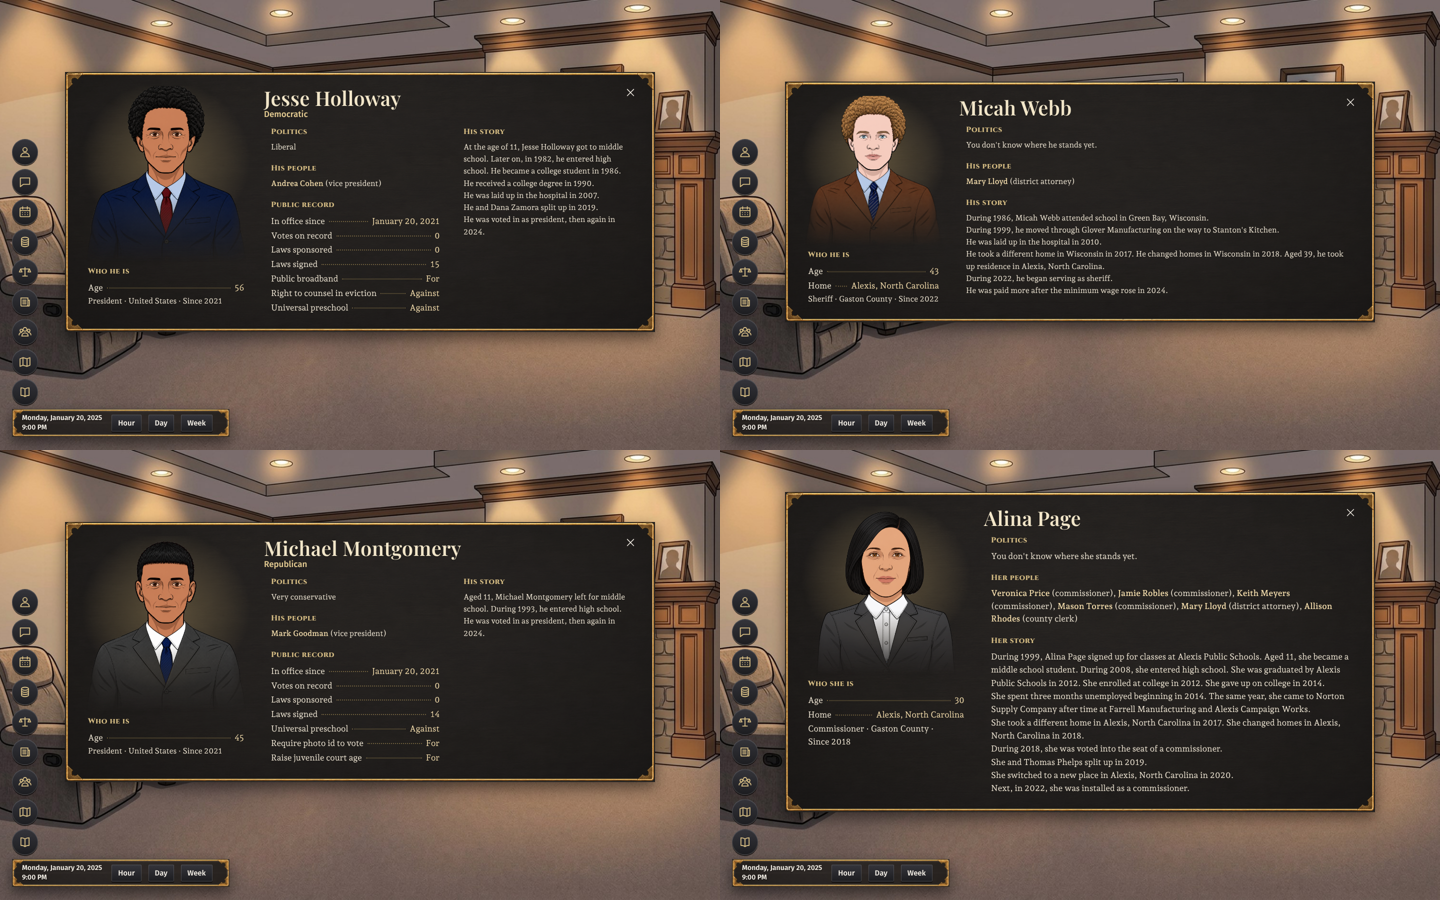 Jesse Holloway
Democratic
Politics
Liberal
His people
Andrea Cohen (vice president)
Public record
In office since January 20, 2021
Votes on record 0
Laws sponsored 0
Laws signed 15
Public broadband For
Right to counsel in eviction Against
Universal preschool Against
His story
At the age of 11, Jesse Holloway got to middle
school. Later on, in 1982, he entered high
school. He became a college student in 1986.
He received a college degree in 1990.
He was laid up in the hospital in 2007.
He and Dana Zamora split up in 2019.
He was voted in as president, then again in
2024.
Who he is
Age 56
President · United States · Since 2021
Monday, January 20, 2025
9:00 PM
Hour
Day
Week
Micah Webb
Politics
You don't know where he stands yet.
His people
Mary Lloyd (district attorney)
His story
During 1986, Micah Webb attended school in Green Bay, Wisconsin.
During 1999, he moved through Glover Manufacturing on the way to Stanton's Kitchen.
He was laid up in the hospital in 2010.
He took a different home in Wisconsin in 2017. He changed homes in Wisconsin in 2018. Aged 39, he took
up residence in Alexis, North Carolina.
During 2022, he began serving as sheriff.
He was paid more after the minimum wage rose in 2024.
Who he is
Age 43
Home Alexis, North Carolina
Sheriff · Gaston County · Since 2022
Monday, January 20, 2025
9:00 PM
Hour
Day
Week
Michael Montgomery
Republican
Politics
Very conservative
His people
Mark Goodman (vice president)
Public record
In office since January 20, 2021
Votes on record 0
Laws sponsored 0
Laws signed 14
Universal preschool Against
Require photo id to vote For
Raise juvenile court age For
His story
Aged 11, Michael Montgomery left for middle
school. During 1993, he entered high school.
He was voted in as president, then again in
2024.
Who he is
Age 45
President · United States · Since 2021
Monday, January 20, 2025
9:00 PM
Hour
Day
Week
Alina Page
Politics
You don't know where she stands yet.
Her people
Veronica Price (commissioner), Jamie Robles (commissioner), Keith Meyers
(commissioner), Mason Torres (commissioner), Mary Lloyd (district attorney), Allison
Rhodes (county clerk)
Her story
During 1999, Alina Page signed up for classes at Alexis Public Schools. Aged 11, she became a
middle school student. During 2008, she entered high school. She was graduated by Alexis
Public Schools in 2012. She enrolled at college in 2012. She gave up on college in 2014.
She spent three months unemployed beginning in 2014. The same year, she came to Norton
Supply Company after time at Farrell Manufacturing and Alexis Campaign Works.
She took a different home in Alexis, North Carolina in 2017. She changed homes in Alexis,
North Carolina in 2018.
During 2018, she was voted into the seat of a commissioner.
She and Thomas Phelps split up in 2019.
She switched to a new place in Alexis, North Carolina in 2020.
Next, in 2022, she was installed as a commissioner.
Who she is
Age 30
Home Alexis, North Carolina
Commissioner · Gaston County ·
Since 2018
Monday, January 20, 2025
9:00 PM
Hour
Day
Week